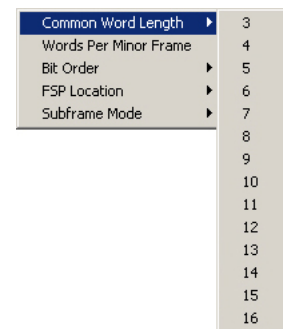 Common Word Length
Words Per Minor Frame
Bit Order
FSP Location
Subframe Mode
3
4
5
6
7
8
9
10
11
12
13
14
15
16